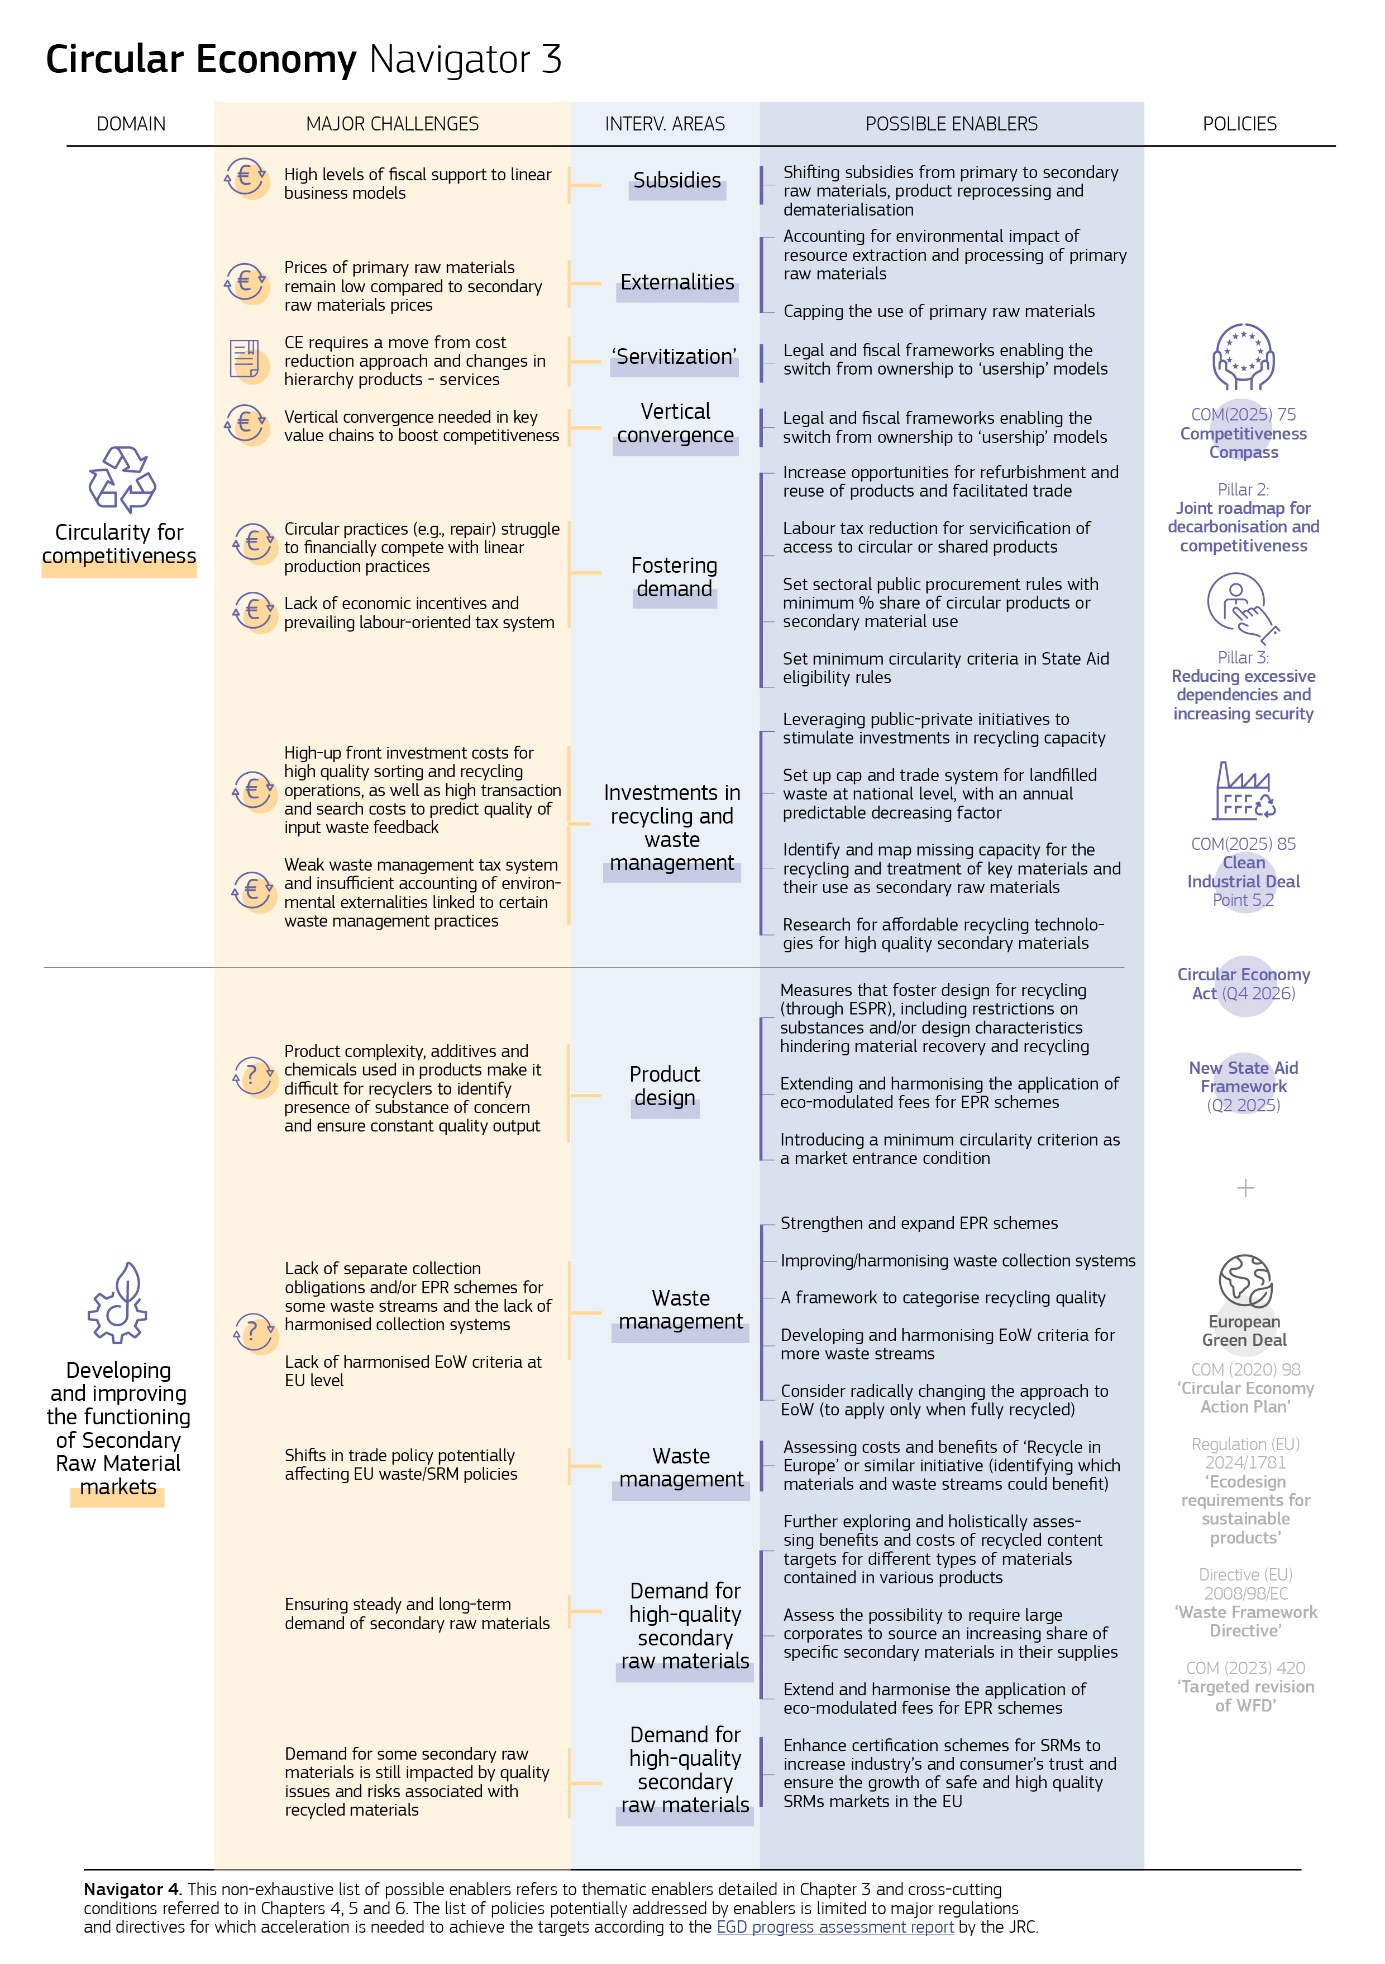 Circular Economy Navigator 3
DOMAIN
MAJOR CHALLENGES
INTERV. AREAS
POSSIBLE ENABLERS
POLICIES
Circularity for
competitiveness
High levels of fiscal support to linear
business models
Subsidies
Shifting subsidies from primary to secondary
raw materials, product reprocessing and
dematerialisation
Prices of primary raw materials
remain low compared to secondary
raw materials prices
Externalities
Accounting for environmental impact of
resource extraction and processing of primary
raw materials
Capping the use of primary raw materials
CE requires a move from cost
reduction approach and changes in
hierarchy products - services
‘Servitization’
Legal and fiscal frameworks enabling the
switch from ownership to ‘usership’ models
Vertical convergence needed in key
value chains to boost competitiveness
Vertical
convergence
Legal and fiscal frameworks enabling the
switch from ownership to ‘usership’ models
Circular practices (e.g., repair) struggle
to financially compete with linear
production practices
Lack of economic incentives and
prevailing labour-oriented tax system
Fostering
demand
Increase opportunities for refurbishment and
reuse of products and facilitated trade
Labour tax reduction for servicification of
access to circular or shared products
Set sectoral public procurement rules with
minimum % share of circular products or
secondary material use
Set minimum circularity criteria in State Aid
eligibility rules
High-up front investment costs for
high quality sorting and recycling
operations, as well as high transaction
and search costs to predict quality of
input waste feedback
Weak waste management tax system
and insufficient accounting of environ-
mental externalities linked to certain
waste management practices
Investments in
recycling and
waste
management
Leveraging public-private initiatives to
stimulate investments in recycling capacity
Set up cap and trade system for landfilled
waste at national level, with an annual
predictable decreasing factor
Identify and map missing capacity for the
recycling and treatment of key materials and
their use as secondary raw materials
Research for affordable recycling technolo-
gies for high quality secondary materials
Developing
and improving
the functioning
of Secondary
Raw Material
markets
Product complexity, additives and
chemicals used in products make it
difficult for recyclers to identify
presence of substance of concern
and ensure constant quality output
Product
design
Measures that foster design for recycling
(through ESPR), including restrictions on
substances and/or design characteristics
hindering material recovery and recycling
Extending and harmonising the application of
eco-modulated fees for EPR schemes
Introducing a minimum circularity criterion as
a market entrance condition
Lack of separate collection
obligations and/or EPR schemes for
some waste streams and the lack of
harmonised collection systems
Lack of harmonised EoW criteria at
EU level
Waste
management
Strengthen and expand EPR schemes
Improving/harmonising waste collection systems
A framework to categorise recycling quality
Developing and harmonising EoW criteria for
more waste streams
Consider radically changing the approach to
EoW (to apply only when fully recycled)
Shifts in trade policy potentially
affecting EU waste/SRM policies
Waste
management
Assessing costs and benefits of ‘Recycle in
Europe’ or similar initiative (identifying which
materials and waste streams could benefit)
Ensuring steady and long-term
demand of secondary raw materials
Demand for
high-quality
secondary
raw materials
Further exploring and holistically asses-
sing benefits and costs of recycled content
targets for different types of materials
contained in various products
Assess the possibility to require large
corporates to source an increasing share of
specific secondary materials in their supplies
Extend and harmonise the application of
eco-modulated fees for EPR schemes
Demand for some secondary raw
materials is still impacted by quality
issues and risks associated with
recycled materials
Demand for
high-quality
secondary
raw materials
Enhance certification schemes for SRMs to
increase industry's and consumer's trust and
ensure the growth of safe and high quality
SRMs markets in the EU
COM(2025) 75
Competitiveness
Compass
Pillar 2:
Joint roadmap for
decarbonisation and
competitiveness
Pillar 3:
Reducing excessive
dependencies and
increasing security
COM(2025) 85
Clean
Industrial Deal
Point 5.2
Circular Economy
Act (Q4 2026)
New State Aid
Framework
(Q2 2025)
+
European
Green Deal
COM (2020) 98
‘Circular Economy
Action Plan’
Regulation (EU)
2024/1781
‘Ecodesign
requirements for
sustainable
products’
Directive (EU)
2008/98/EC
‘Waste Framework
Directive’
COM (2023) 420
‘Targeted revision
of WFD’
Navigator 4. This non-exhaustive list of possible enablers refers to thematic enablers detailed in Chapter 3 and cross-cutting
conditions referred to in Chapters 4, 5 and 6. The list of policies potentially addressed by enablers is limited to major regulations
and directives for which acceleration is needed to achieve the targets according to the EGD progress assessment report by the JRC.